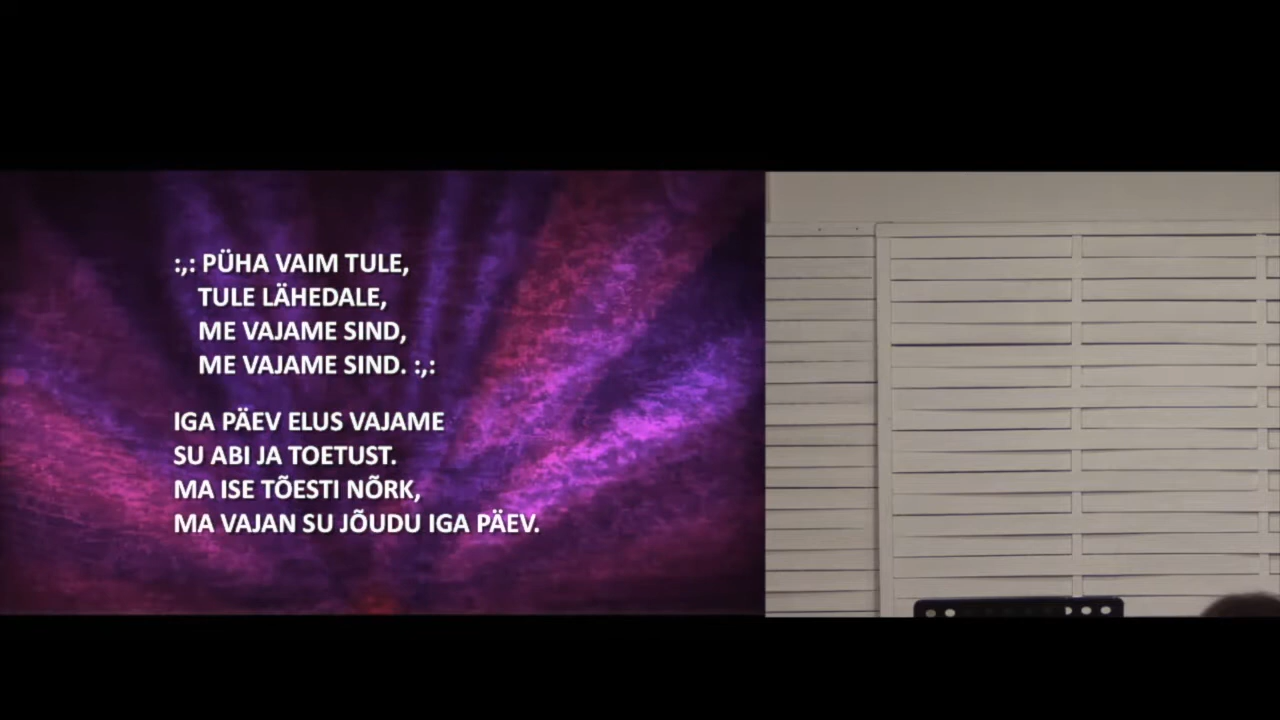 :,: PÜHA VAIM TULE,
TULE LÄHEDALE,
ME VAJAME SIND,
ME VAJAME SIND. :,:
IGA PÄEV ELUS VAJAME
SU ABI JA TOETUST.
MA ISE TÕESTI NÕRK,
MA VAJAN SU JÕUDU IGA PÄEV.